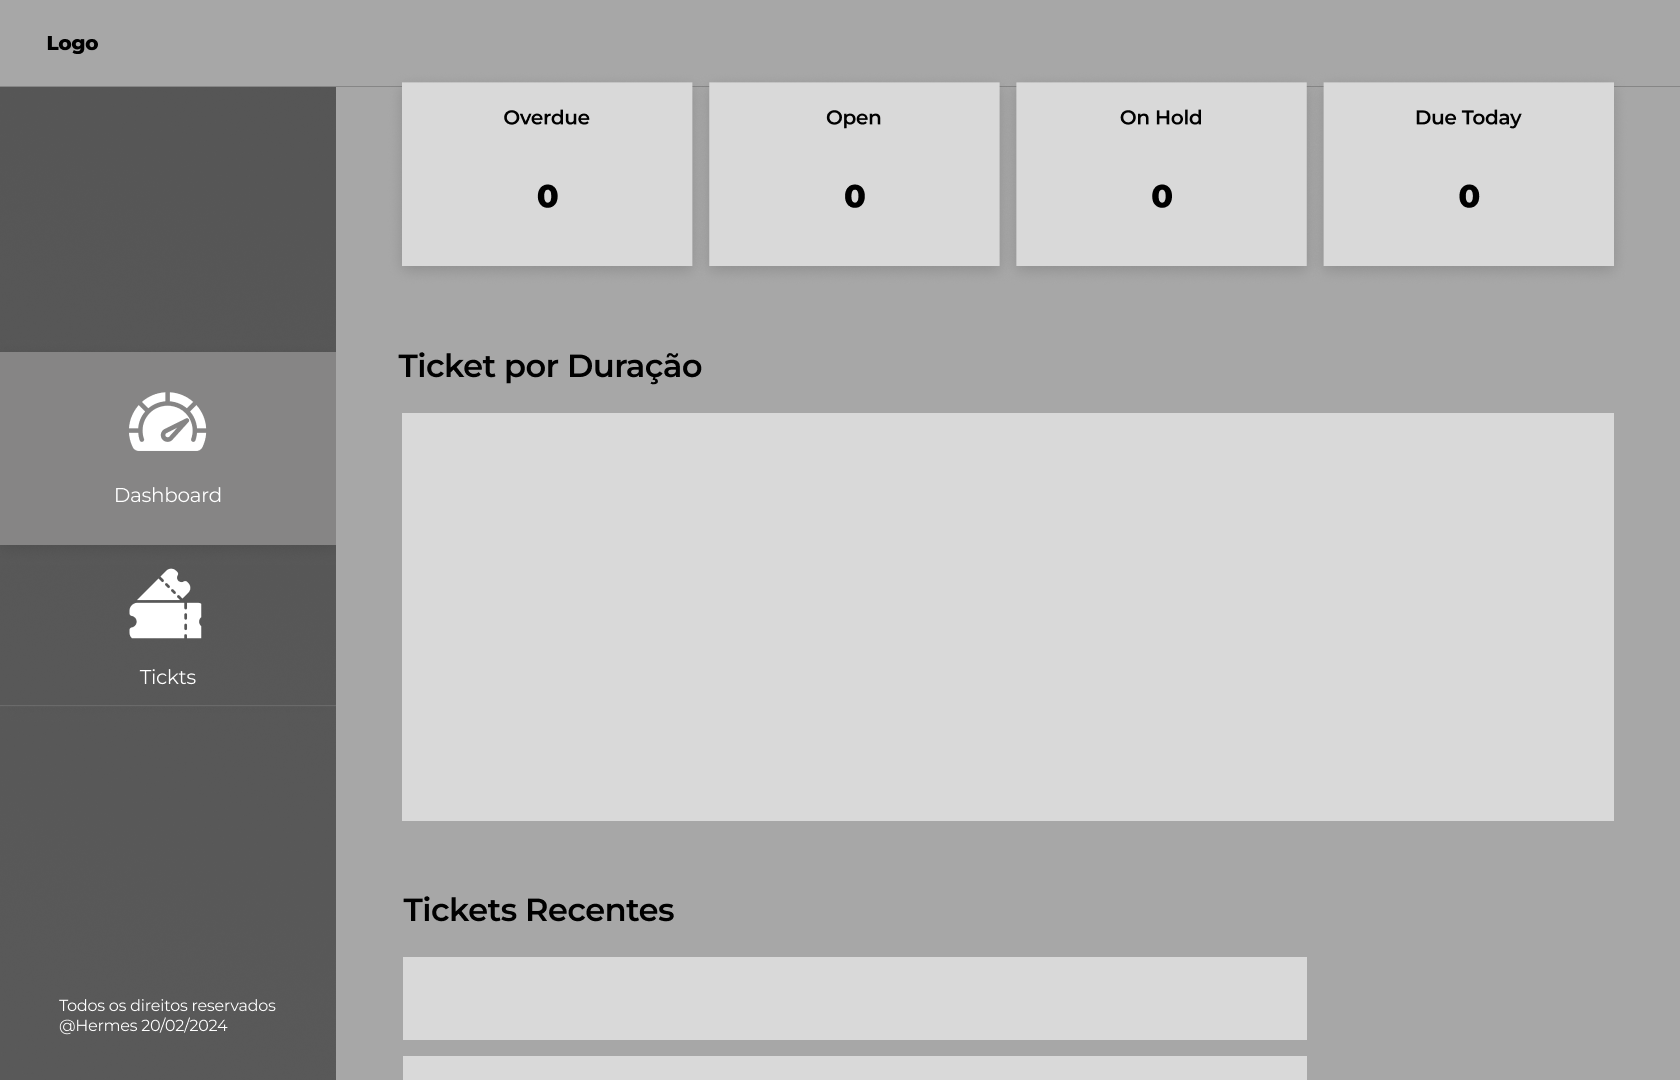 Logo
Overdue
Open
On Hold
Due Today
0
0
0
0
Ticket por Duração
Dashboard
Tickts
Tickets Recentes
Todos os direitos reservados
@Hermes 20/02/2024